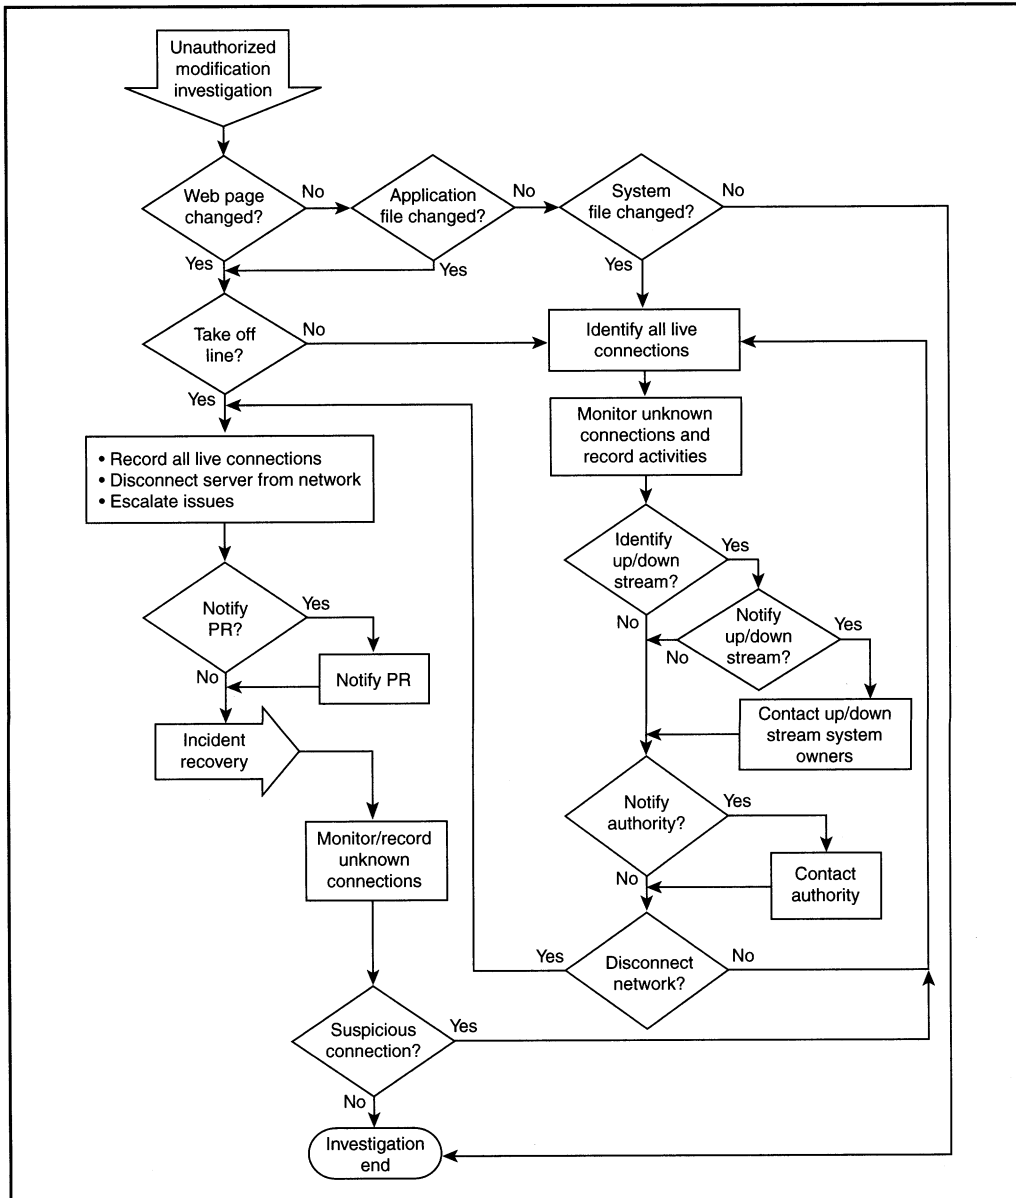 Unauthorized
modification
investigation
Web page
changed?
No
Application
file changed?
No
System
file changed?
No
Yes
Yes
Yes
Take off
line?
No
Identify all live
connections
Yes
Monitor unknown
connections and
record activities
• Record all live connections
• Disconnect server from network
• Escalate issues
Identify
up/down
stream?
Yes
No
Notify
PR?
Yes
Notify
up/down
stream?
Yes
No
No
Notify PR
Contact up/down
stream system
owners
Incident
recovery
Notify
authority?
Yes
No
Monitor/record
unknown
connections
Contact
authority
Yes
Disconnect
network?
No
Suspicious
connection?
Yes
No
Investigation
end